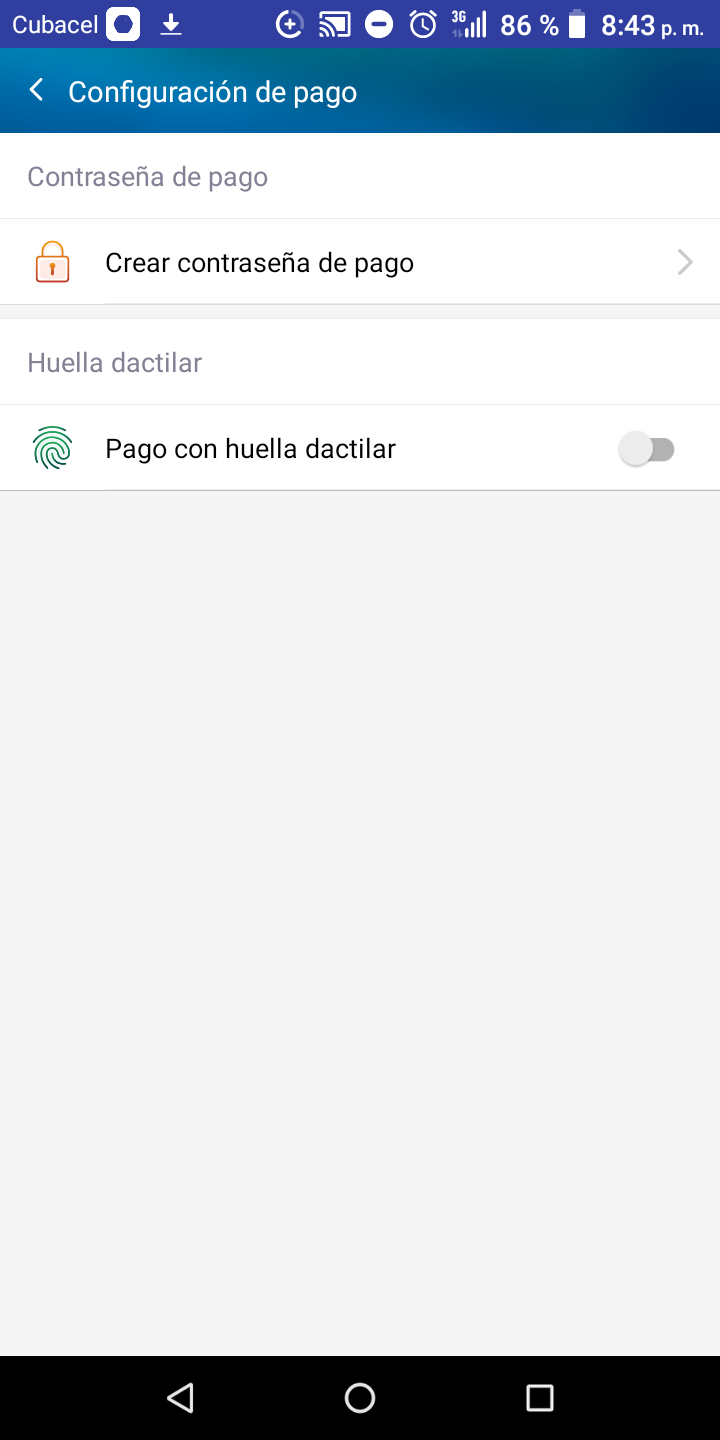 Cubacel 3G 86 % 8:43 p. m.
Configuración de pago
Contraseña de pago
Crear contraseña de pago
Huella dactilar
Pago con huella dactilar